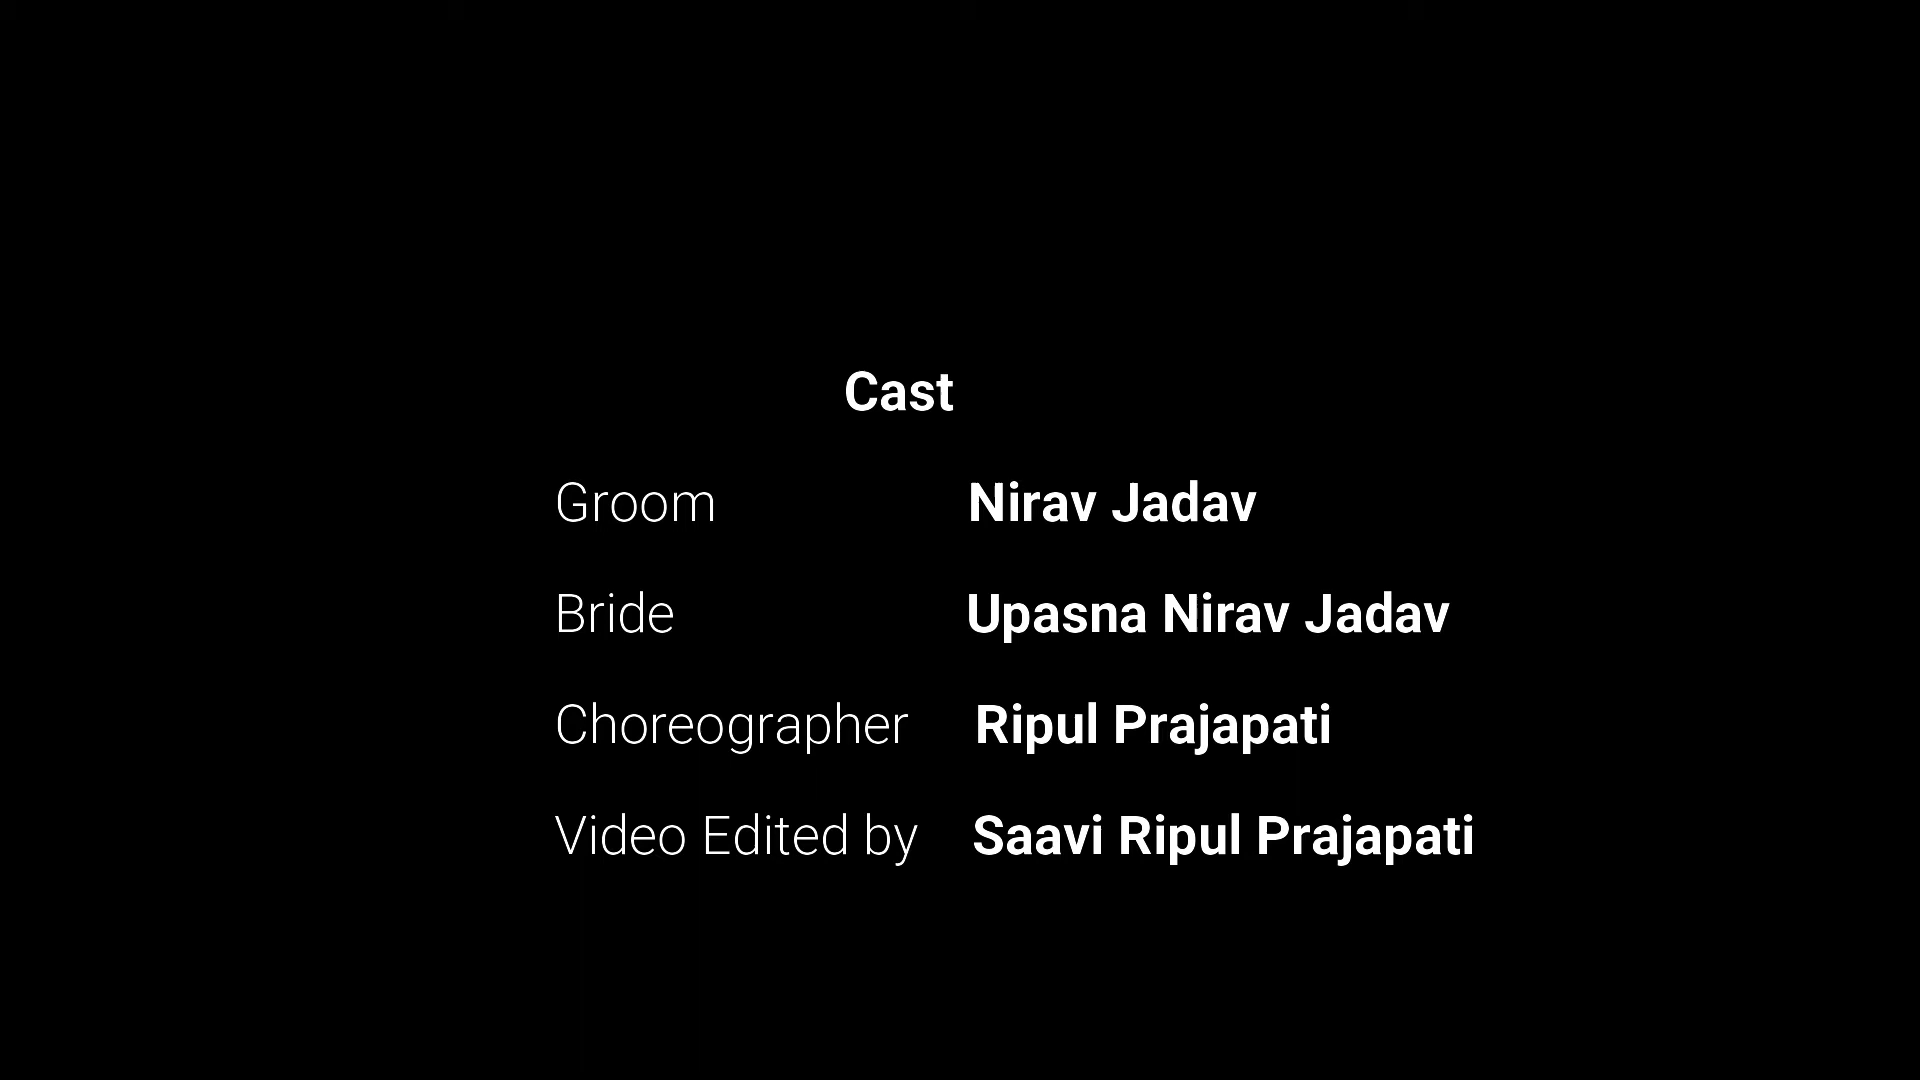 Cast
Groom Nirav Jadav
Bride Upasna Nirav Jadav
Choreographer Ripul Prajapati
Video Edited by Saavi Ripul Prajapati